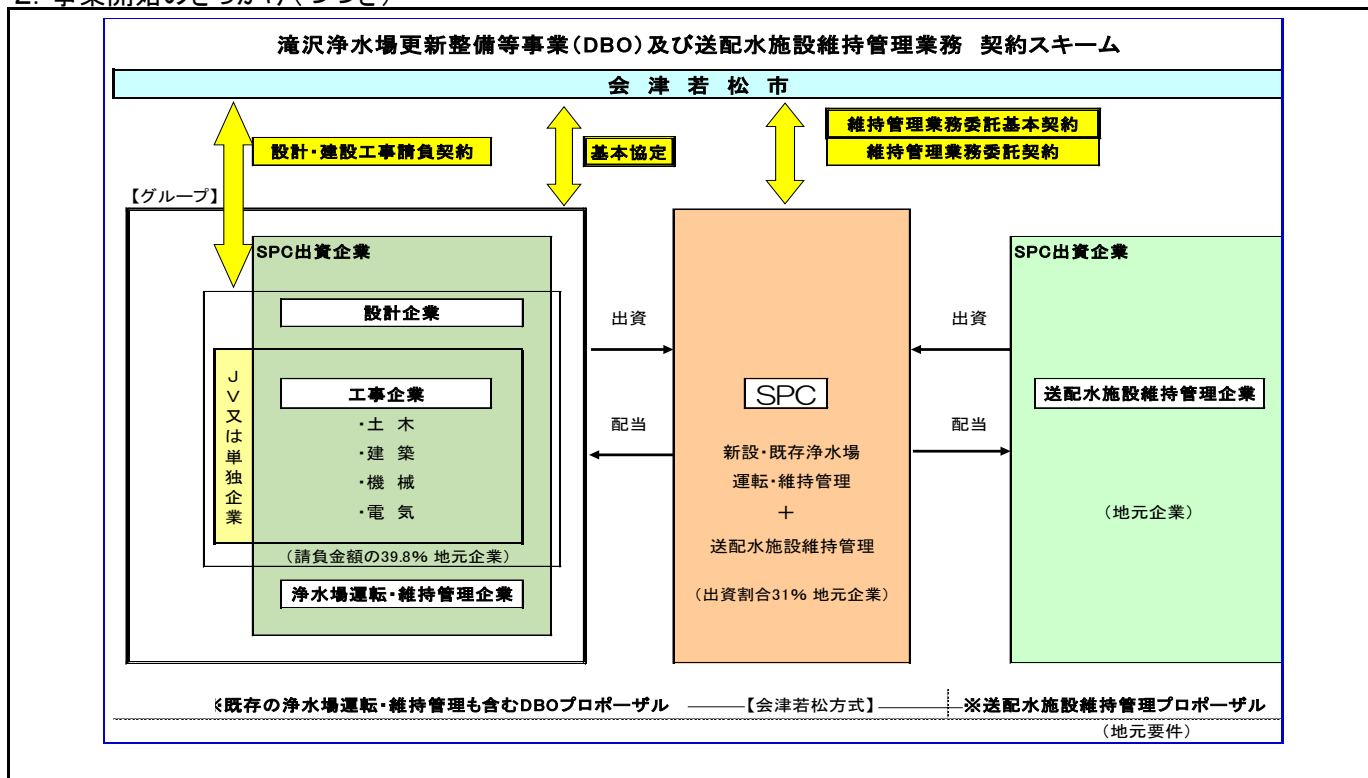 2. 事業開始のきっかけ(つづき)
滝沢浄水場更新整備等事業(DBO)及び送配水施設維持管理業務 契約スキーム
会 津 若 松 市
設計・建設工事請負契約
基本協定
維持管理業務委託基本契約
維持管理業務委託契約
【グループ】
SPC出資企業
設計企業
JV又は単独企業
工事企業
・土 木
・建 築
・機 械
・電 気
(請負金額の39.8% 地元企業)
浄水場運転・維持管理企業
出資
配当
SPC
新設・既存浄水場
運転・維持管理
+
送配水施設維持管理
(出資割合31% 地元企業)
出資
配当
SPC出資企業
送配水施設維持管理企業
(地元企業)
※既存の浄水場運転・維持管理も含むDBOプロポーザル
【会津若松方式】
※送配水施設維持管理プロポーザル
(地元要件)